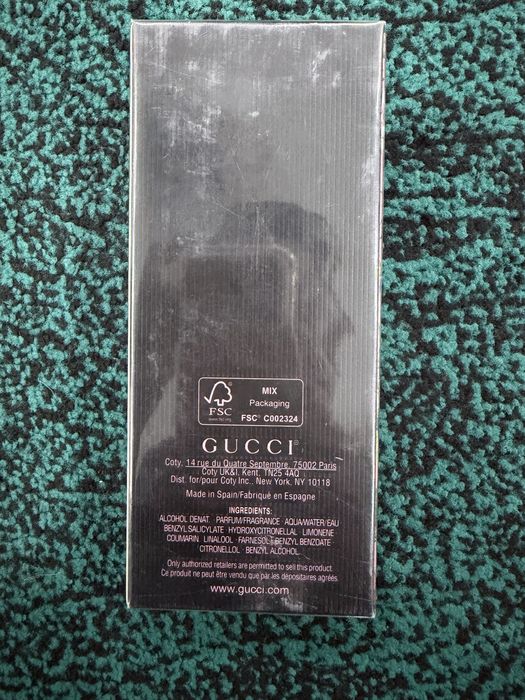 FSC
www.fsc.org
MIX
Packaging
FSC® C002324
GUCCI
Coty, 14 rue du Quatre Septembre, 75002 Paris
Coty UK&I. Kent, TN25 4AQ
Dist. for/pour Coty Inc., New York, NY 10118
Made in Spain/Fabriqué en Espagne
INGREDIENTS:
ALCOHOL DENAT. · PARFUM/FRAGRANCE · AQUA/WATER/EAU
BENZYL SALICYLATE · HYDROXYCITRONELLAL · LIMONENE
COUMARIN · LINALOOL · FARNESOL · BENZYL BENZOATE
CITRONELLOL · BENZYL ALCOHOL.
Only authorized retailers are permitted to sell this product.
Ce produit ne peut être vendu que par les dépositaires agréés.
www.gucci.com